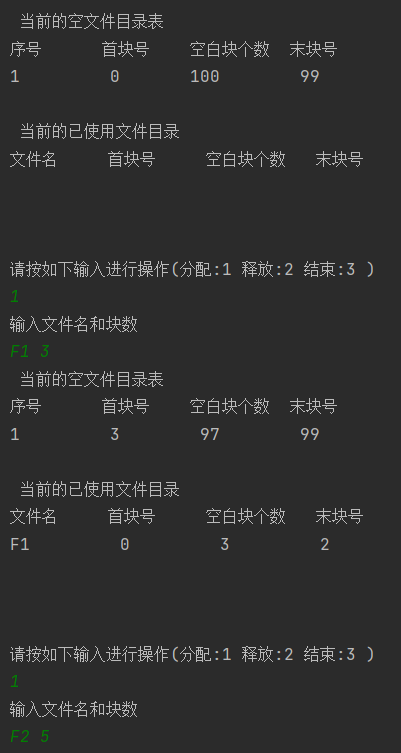 当前的空文件目录表
序号 首块号 空白块个数 末块号
1 0 100 99
当前的已使用文件目录
文件名 首块号 空白块个数 末块号
请按如下输入进行操作(分配:1 释放:2 结束:3 )
1
输入文件名和块数
F1 3
当前的空文件目录表
序号 首块号 空白块个数 末块号
1 3 97 99
当前的已使用文件目录
文件名 首块号 空白块个数 末块号
F1 0 3 2
请按如下输入进行操作(分配:1 释放:2 结束:3 )
1
输入文件名和块数
F2 5